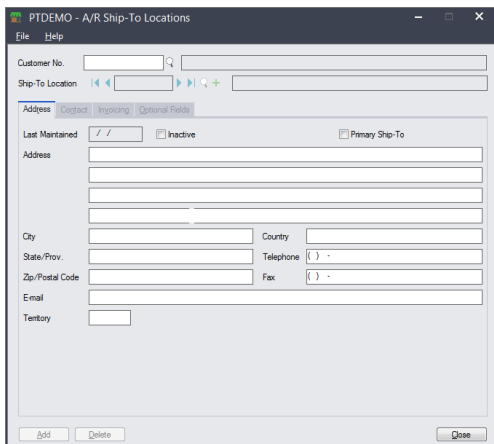 PTDEMO - A/R Ship-To Locations
File Help
Customer No.
Ship-To Location
Address Contact Invoicing Optional Fields
Last Maintained / / Inactive Primary Ship-To
Address
City Country
State/Prov. Telephone ( ) -
Zip/Postal Code Fax ( ) -
E-mail
Territory
Add Delete Close